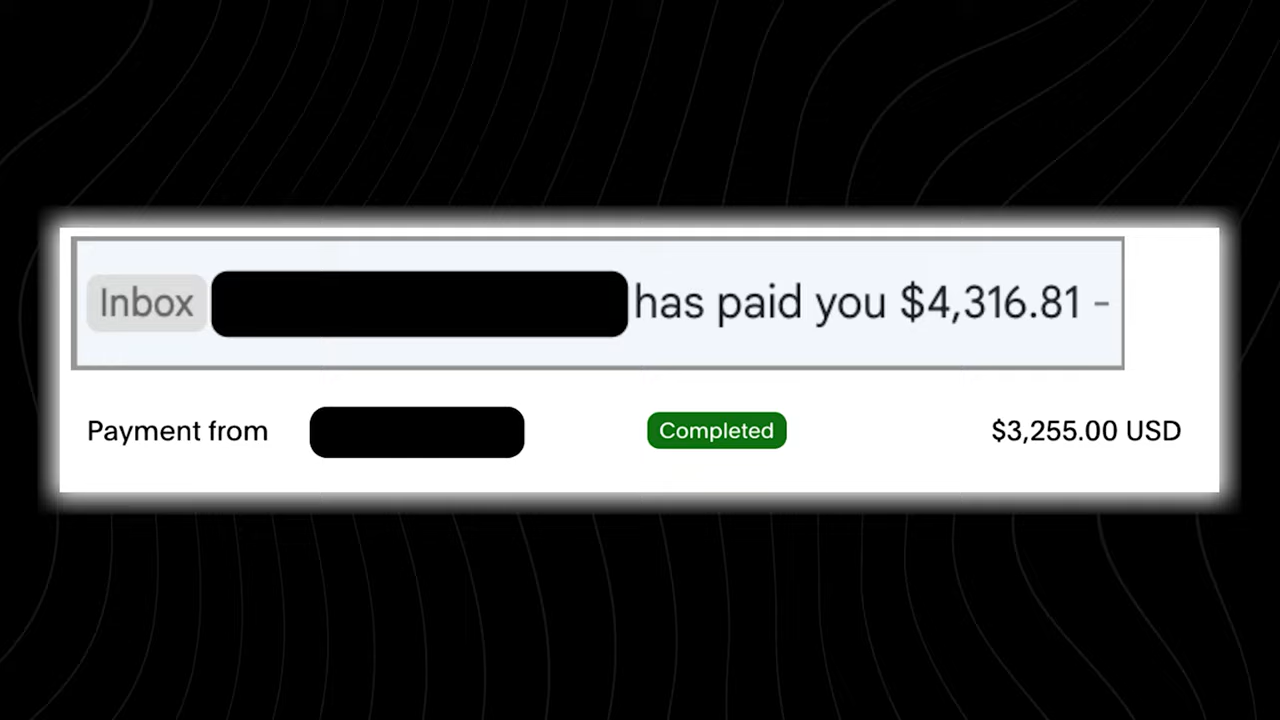 Inbox has paid you $4,316.81 -
Payment from Completed $3,255.00 USD